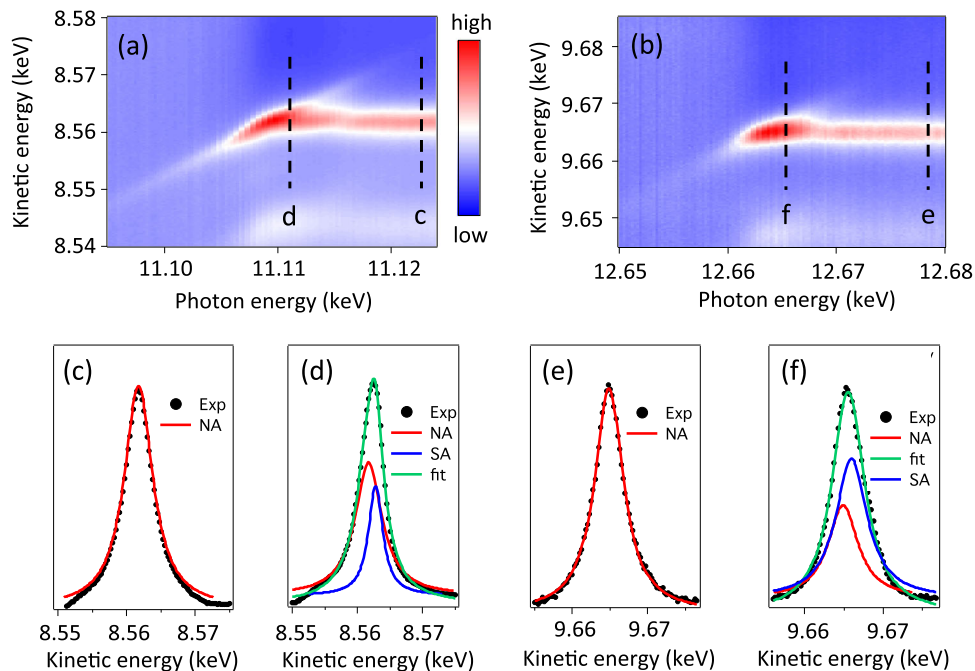 (a)
8.58
8.57
8.56
8.55
8.54
Kinetic energy (keV)
d
c
11.10
11.11
11.12
Photon energy (keV)
high
low
(b)
9.68
9.67
9.66
9.65
Kinetic energy (keV)
f
e
12.65
12.66
12.67
12.68
Photon energy (keV)
(c)
Exp
NA
8.55
8.56
8.57
Kinetic energy (keV)
(d)
Exp
NA
SA
fit
8.55
8.56
8.57
Kinetic energy (keV)
(e)
Exp
NA
9.66
9.67
Kinetic energy (keV)
(f)
Exp
NA
fit
SA
9.66
9.67
Kinetic energy (keV)